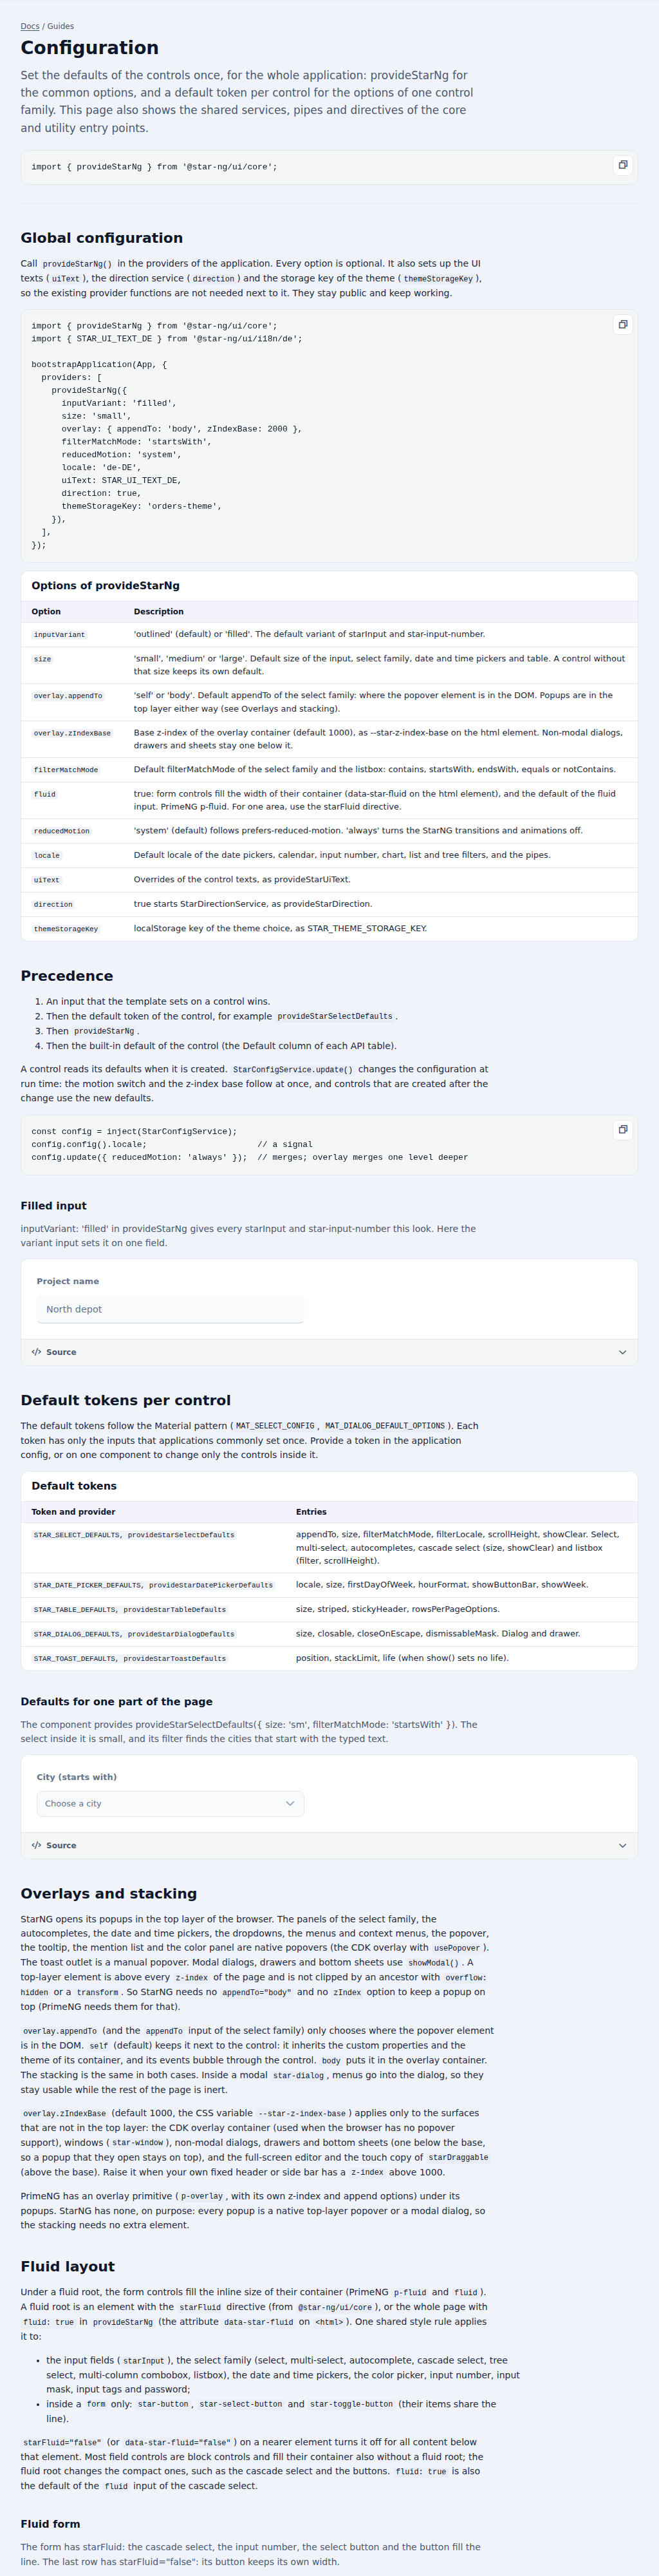 Docs / Guides
Configuration
Set the defaults of the controls once, for the whole application: provideStarNg for
the common options, and a default token per control for the options of one control
family. This page also shows the shared services, pipes and directives of the core
and utility entry points.
import { provideStarNg } from '@star-ng/ui/core';
Global configuration
Call provideStarNg() in the providers of the application. Every option is optional. It also sets up the UI
texts ( uiText ), the direction service ( direction ) and the storage key of the theme ( themeStorageKey ),
so the existing provider functions are not needed next to it. They stay public and keep working.
import { provideStarNg } from '@star-ng/ui/core';
import { STAR_UI_TEXT_DE } from '@star-ng/ui/i18n/de';
bootstrapApplication(App, {
  providers: [
    provideStarNg({
      inputVariant: 'filled',
      size: 'small',
      overlay: { appendTo: 'body', zIndexBase: 2000 },
      filterMatchMode: 'startsWith',
      reducedMotion: 'system',
      locale: 'de-DE',
      uiText: STAR_UI_TEXT_DE,
      direction: true,
      themeStorageKey: 'orders-theme',
    }),
  ],
});
Options of provideStarNg
Option Description
inputVariant 'outlined' (default) or 'filled'. The default variant of starInput and star-input-number.
size 'small', 'medium' or 'large'. Default size of the input, select family, date and time pickers and table. A control without
that size keeps its own default.
overlay.appendTo 'self' or 'body'. Default appendTo of the select family: where the popover element is in the DOM. Popups are in the
top layer either way (see Overlays and stacking).
overlay.zIndexBase Base z-index of the overlay container (default 1000), as --star-z-index-base on the html element. Non-modal dialogs,
drawers and sheets stay one below it.
filterMatchMode Default filterMatchMode of the select family and the listbox: contains, startsWith, endsWith, equals or notContains.
fluid true: form controls fill the width of their container (data-star-fluid on the html element), and the default of the fluid
input. PrimeNG p-fluid. For one area, use the starFluid directive.
reducedMotion 'system' (default) follows prefers-reduced-motion. 'always' turns the StarNG transitions and animations off.
locale Default locale of the date pickers, calendar, input number, chart, list and tree filters, and the pipes.
uiText Overrides of the control texts, as provideStarUiText.
direction true starts StarDirectionService, as provideStarDirection.
themeStorageKey localStorage key of the theme choice, as STAR_THEME_STORAGE_KEY.
Precedence
1. An input that the template sets on a control wins.
2. Then the default token of the control, for example provideStarSelectDefaults .
3. Then provideStarNg .
4. Then the built-in default of the control (the Default column of each API table).
A control reads its defaults when it is created. StarConfigService.update() changes the configuration at
run time: the motion switch and the z-index base follow at once, and controls that are created after the
change use the new defaults.
const config = inject(StarConfigService);
config.config().locale;                      // a signal
config.update({ reducedMotion: 'always' });  // merges; overlay merges one level deeper
Filled input
inputVariant: 'filled' in provideStarNg gives every starInput and star-input-number this look. Here the
variant input sets it on one field.
Project name
North depot
Source
Default tokens per control
The default tokens follow the Material pattern ( MAT_SELECT_CONFIG , MAT_DIALOG_DEFAULT_OPTIONS ). Each
token has only the inputs that applications commonly set once. Provide a token in the application
config, or on one component to change only the controls inside it.
Default tokens
Token and provider Entries
STAR_SELECT_DEFAULTS, provideStarSelectDefaults appendTo, size, filterMatchMode, filterLocale, scrollHeight, showClear. Select,
multi-select, autocompletes, cascade select (size, showClear) and listbox
(filter, scrollHeight).
STAR_DATE_PICKER_DEFAULTS, provideStarDatePickerDefaults locale, size, firstDayOfWeek, hourFormat, showButtonBar, showWeek.
STAR_TABLE_DEFAULTS, provideStarTableDefaults size, striped, stickyHeader, rowsPerPageOptions.
STAR_DIALOG_DEFAULTS, provideStarDialogDefaults size, closable, closeOnEscape, dismissableMask. Dialog and drawer.
STAR_TOAST_DEFAULTS, provideStarToastDefaults position, stackLimit, life (when show() sets no life).
Defaults for one part of the page
The component provides provideStarSelectDefaults({ size: 'sm', filterMatchMode: 'startsWith' }). The
select inside it is small, and its filter finds the cities that start with the typed text.
City (starts with)
Choose a city
Source
Overlays and stacking
StarNG opens its popups in the top layer of the browser. The panels of the select family, the
autocompletes, the date and time pickers, the dropdowns, the menus and context menus, the popover,
the tooltip, the mention list and the color panel are native popovers (the CDK overlay with usePopover ).
The toast outlet is a manual popover. Modal dialogs, drawers and bottom sheets use showModal() . A
top-layer element is above every z-index of the page and is not clipped by an ancestor with overflow:
hidden or a transform . So StarNG needs no appendTo="body" and no zIndex option to keep a popup on
top (PrimeNG needs them for that).
overlay.appendTo (and the appendTo input of the select family) only chooses where the popover element
is in the DOM. self (default) keeps it next to the control: it inherits the custom properties and the
theme of its container, and its events bubble through the control. body puts it in the overlay container.
The stacking is the same in both cases. Inside a modal star-dialog , menus go into the dialog, so they
stay usable while the rest of the page is inert.
overlay.zIndexBase (default 1000, the CSS variable --star-z-index-base ) applies only to the surfaces
that are not in the top layer: the CDK overlay container (used when the browser has no popover
support), windows ( star-window ), non-modal dialogs, drawers and bottom sheets (one below the base,
so a popup that they open stays on top), and the full-screen editor and the touch copy of starDraggable
(above the base). Raise it when your own fixed header or side bar has a z-index above 1000.
PrimeNG has an overlay primitive ( p-overlay , with its own z-index and append options) under its
popups. StarNG has none, on purpose: every popup is a native top-layer popover or a modal dialog, so
the stacking needs no extra element.
Fluid layout
Under a fluid root, the form controls fill the inline size of their container (PrimeNG p-fluid and fluid ).
A fluid root is an element with the starFluid directive (from @star-ng/ui/core ), or the whole page with
fluid: true in provideStarNg (the attribute data-star-fluid on <html> ). One shared style rule applies
it to:
• the input fields ( starInput ), the select family (select, multi-select, autocomplete, cascade select, tree
select, multi-column combobox, listbox), the date and time pickers, the color picker, input number, input
mask, input tags and password;
• inside a form only: star-button , star-select-button and star-toggle-button (their items share the
line).
starFluid="false" (or data-star-fluid="false" ) on a nearer element turns it off for all content below
that element. Most field controls are block controls and fill their container also without a fluid root; the
fluid root changes the compact ones, such as the cascade select and the buttons. fluid: true is also
the default of the fluid input of the cascade select.
Fluid form
The form has starFluid: the cascade select, the input number, the select button and the button fill the
line. The last row has starFluid="false": its button keeps its own width.